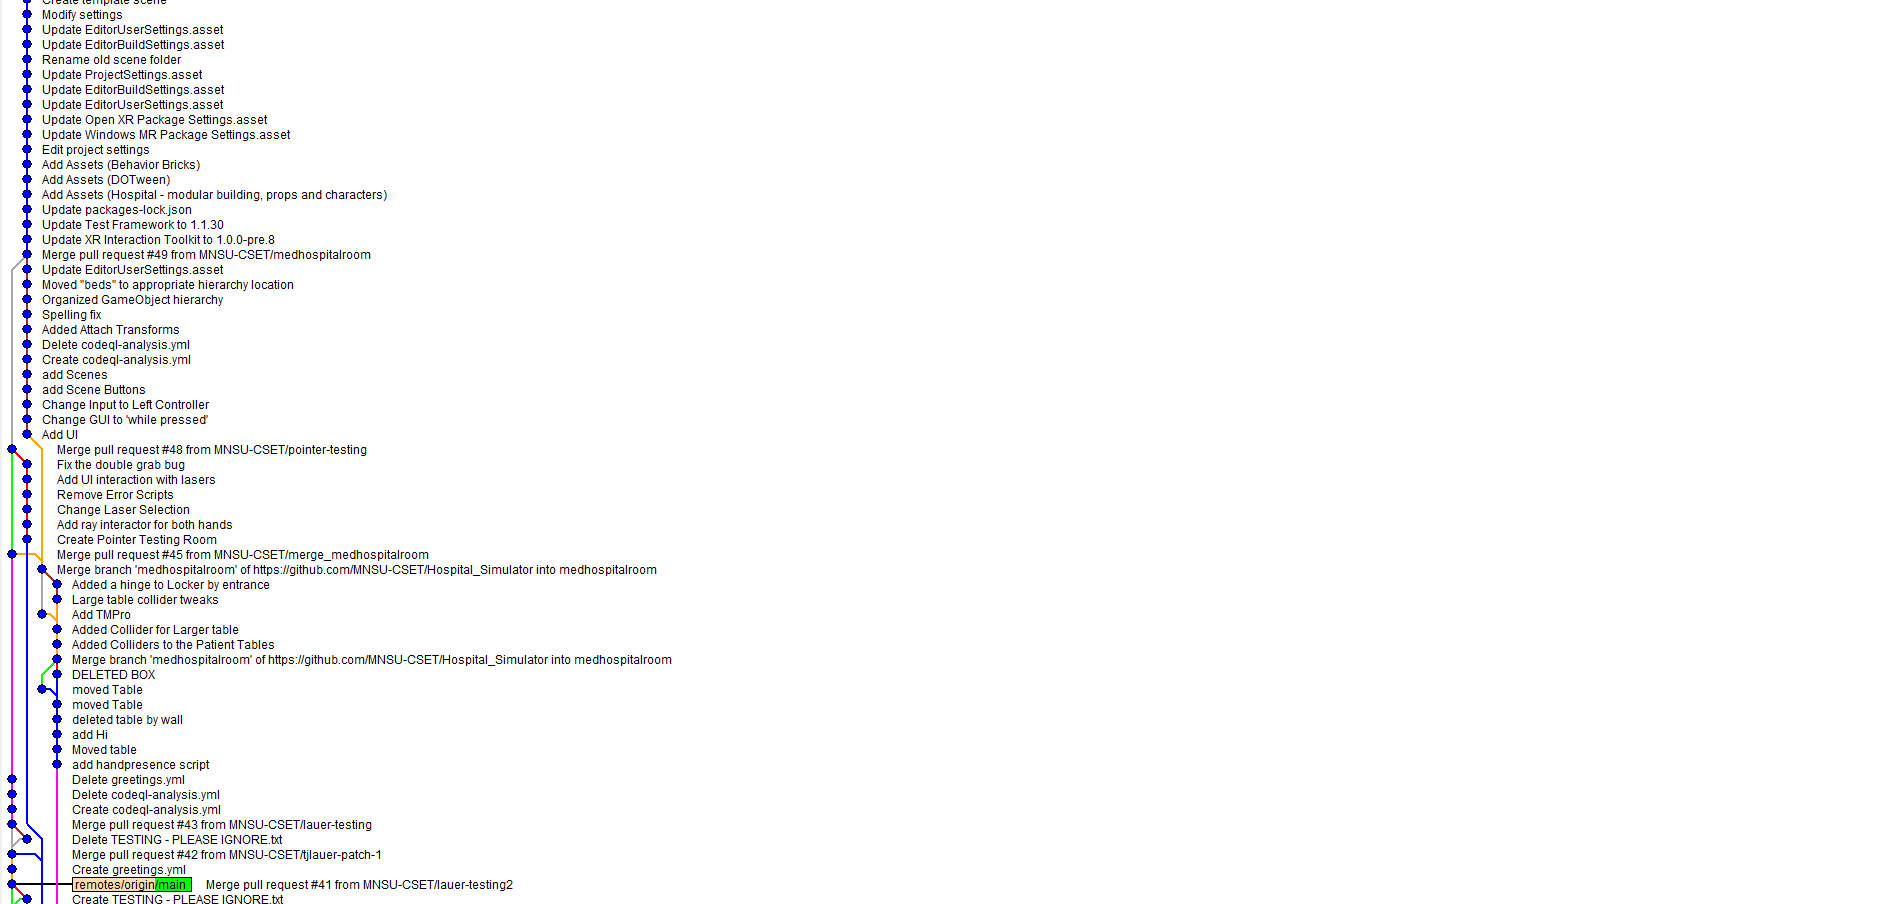 Create template scene
Modify settings
Update EditorUserSettings.asset
Update EditorBuildSettings.asset
Rename old scene folder
Update ProjectSettings.asset
Update EditorBuildSettings.asset
Update EditorUserSettings.asset
Update Open XR Package Settings.asset
Update Windows MR Package Settings.asset
Edit project settings
Add Assets (Behavior Bricks)
Add Assets (DOTween)
Add Assets (Hospital - modular building, props and characters)
Update packages-lock.json
Update Test Framework to 1.1.30
Update XR Interaction Toolkit to 1.0.0-pre.8
Merge pull request #49 from MNSU-CSET/medhospitalroom
Update EditorUserSettings.asset
Moved "beds" to appropriate hierarchy location
Organized GameObject hierarchy
Spelling fix
Added Attach Transforms
Delete codeql-analysis.yml
Create codeql-analysis.yml
add Scenes
add Scene Buttons
Change Input to Left Controller
Change GUI to 'while pressed'
Add UI
Merge pull request #48 from MNSU-CSET/pointer-testing
Fix the double grab bug
Add UI interaction with lasers
Remove Error Scripts
Change Laser Selection
Add ray interactor for both hands
Create Pointer Testing Room
Merge pull request #45 from MNSU-CSET/merge_medhospitalroom
Merge branch 'medhospitalroom' of https://github.com/MNSU-CSET/Hospital_Simulator into medhospitalroom
Added a hinge to Locker by entrance
Large table collider tweaks
Add TMPro
Added Collider for Larger table
Added Colliders to the Patient Tables
Merge branch 'medhospitalroom' of https://github.com/MNSU-CSET/Hospital_Simulator into medhospitalroom
DELETED BOX
moved Table
moved Table
deleted table by wall
add Hi
Moved table
add handpresence script
Delete greetings.yml
Delete codeql-analysis.yml
Create codeql-analysis.yml
Merge pull request #43 from MNSU-CSET/lauer-testing
Delete TESTING - PLEASE IGNORE.txt
Merge pull request #42 from MNSU-CSET/tjlauer-patch-1
Create greetings.yml
remotes/origin/main Merge pull request #41 from MNSU-CSET/lauer-testing2
Create TESTING - PLEASE IGNORE.txt